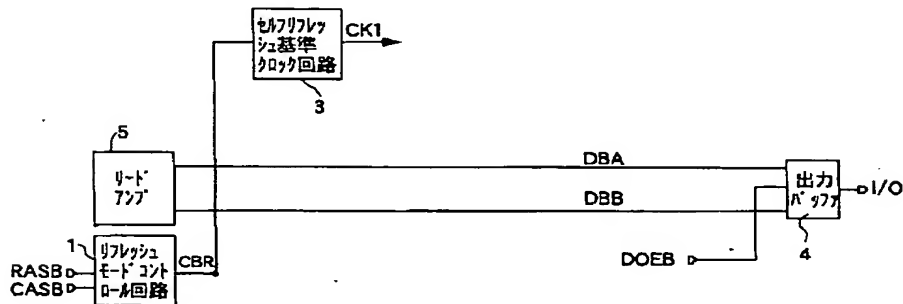 セルフリフレッ
シュ基準
クロック回路
CK1
3
5
リード
アンプ
DBA
DBB
出力
バッファ
I/O
4
DOEB
1
リフレッシュ
モードコント
ロール回路
CBR
RASB
CASB